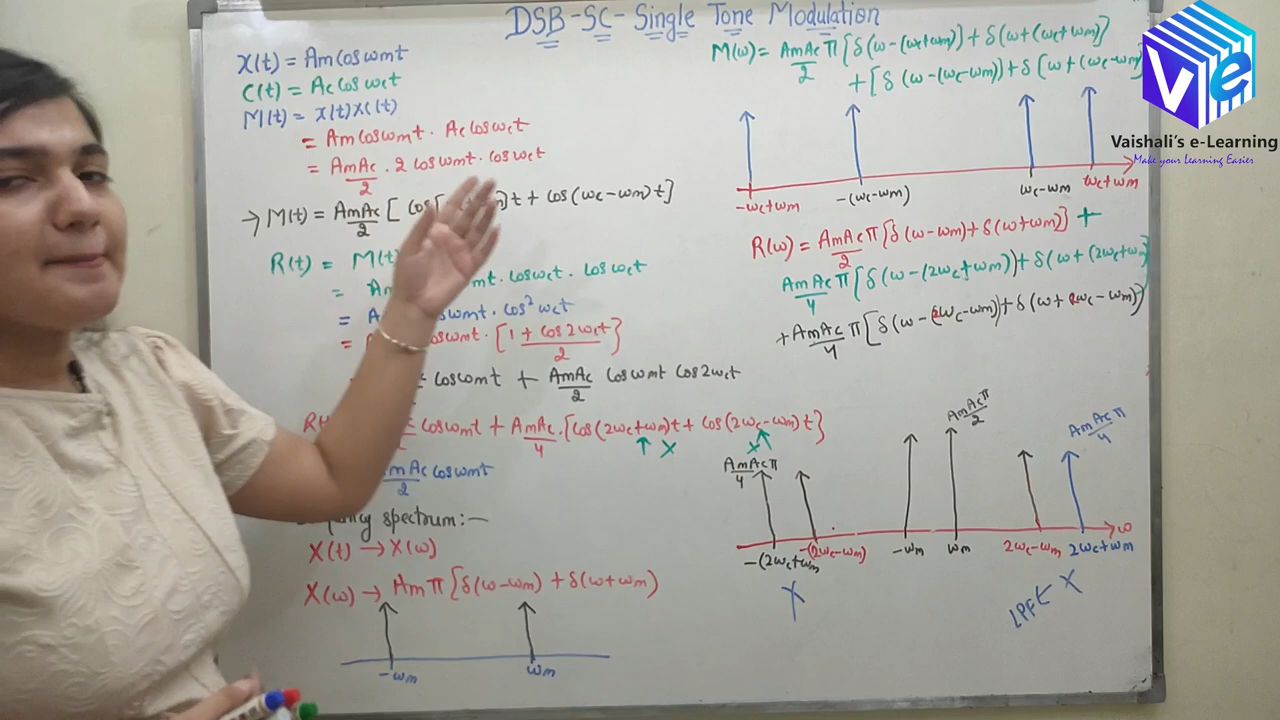 DSB-SC-Single Tone Modulation
X(t) = Am cos ωmt
C(t) = Ac cos ωct
M(t) = x(t) × c(t)
= Am cos ωmt . Ac cos ωct
= AmAc/2 . 2 cos ωmt . cos ωct
→ M(t) = AmAc/2 [ cos m)t + cos (ωc-ωm)t]
R(t) = M(t)
= mt. cos ωct . cos ωct
= cos ωmt . cos² ωct
= cos ωmt . [1 + cos 2ωct / 2]
cos ωmt + AmAc/2 cos ωmt cos 2ωct
cos ωmt + AmAc/4 . [cos (2ωc+ωm)t + cos (2ωc-ωm)t}
↑ X X
mAc/2 cos ωmt
spectrum:-
X(t) → X(ω)
X(ω) → Am π [δ(ω-ωm) + δ(ω+ωm)
-ωm ωm
M(ω) = AmAc/2 π [δ(ω-(ωc+ωm)) + δ(ω+(ωc+ωm)]
+ [δ (ω-(ωc-ωm)) + δ [ω+(ωc-ωm)
-ωc+ωm -(ωc-ωm) ωc-ωm ωc+ωm
R(ω) = AmAc/2 π [δ(ω-ωm) + δ(ω+ωm)] +
AmAc/4 π [δ(ω-(2ωc+ωm)) + δ(ω+(2ωc+ωm)
+ AmAc/4 π [δ(ω-(2ωc-ωm)) + δ(ω+2ωc-ωm))
AmAcπ/4 AmAcπ/2 AmAcπ/4
ω
-(2ωc+ωm -(2ωc-ωm) -ωm ωm 2ωc-ωm 2ωc+ωm
X LPF← X
Ve
Vaishali's e-Learning
Make your Learning Easier